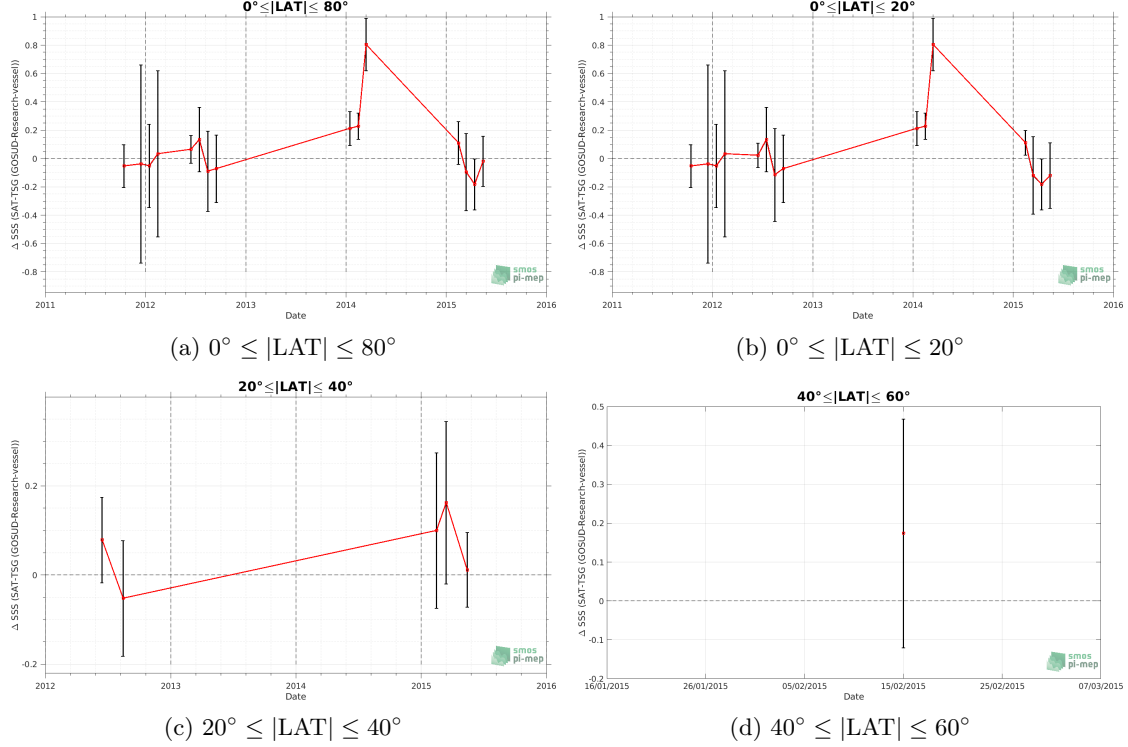 0°≤|LAT|≤ 80°
Δ SSS (SAT-TSG (GOSUD-Research-vessel))
1
0.8
0.6
0.4
0.2
0
-0.2
-0.4
-0.6
-0.8
2011 2012 2013 2014 2015 2016
Date
smos
pi-mep
(a) 0° ≤ |LAT| ≤ 80°
0°≤|LAT|≤ 20°
Δ SSS (SAT-TSG (GOSUD-Research-vessel))
1
0.8
0.6
0.4
0.2
0
-0.2
-0.4
-0.6
-0.8
2011 2012 2013 2014 2015 2016
Date
smos
pi-mep
(b) 0° ≤ |LAT| ≤ 20°
20°≤|LAT|≤ 40°
Δ SSS (SAT-TSG (GOSUD-Research-vessel))
0.2
0
-0.2
2012 2013 2014 2015 2016
Date
smos
pi-mep
(c) 20° ≤ |LAT| ≤ 40°
40°≤|LAT|≤ 60°
Δ SSS (SAT-TSG (GOSUD-Research-vessel))
0.5
0.4
0.3
0.2
0.1
0
-0.1
-0.2
16/01/2015 26/01/2015 05/02/2015 15/02/2015 25/02/2015 07/03/2015
Date
smos
pi-mep
(d) 40° ≤ |LAT| ≤ 60°